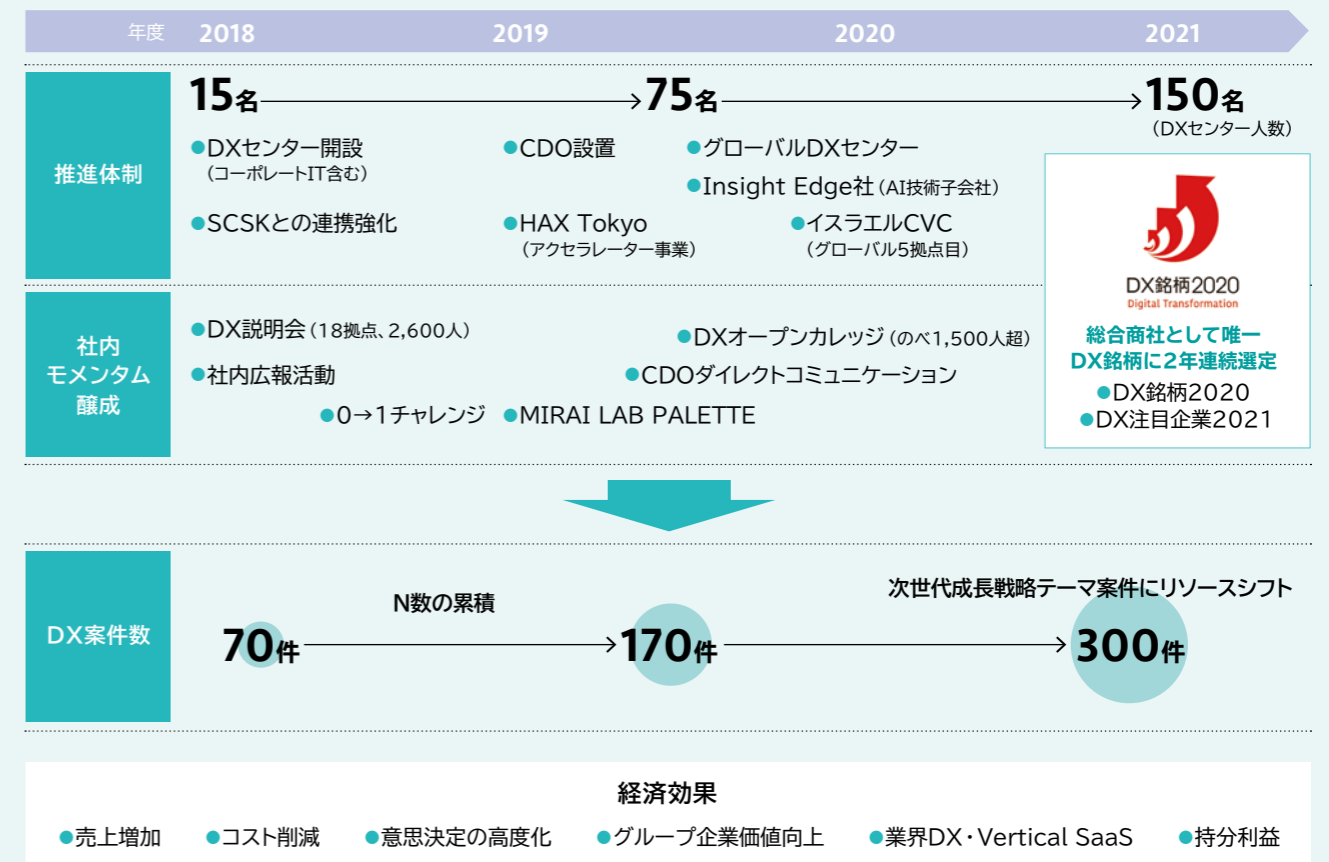 年度 2018 2019 2020 2021
推進体制
15名 75名 150名
(DXセンター人数)
●DXセンター開設
(コーポレートIT含む)
●CDO設置
●グローバルDXセンター
●Insight Edge社(AI技術子会社)
●SCSKとの連携強化
●HAX Tokyo
(アクセラレーター事業)
●イスラエルCVC
(グローバル5拠点目)
DX銘柄2020
Digital Transformation
総合商社として唯一
DX銘柄に2年連続選定
●DX銘柄2020
●DX注目企業2021
社内
モメンタム
醸成
●DX説明会(18拠点、2,600人)
●DXオープンカレッジ(のべ1,500人超)
●社内広報活動
●CDOダイレクトコミュニケーション
●0→1チャレンジ ●MIRAI LAB PALETTE
DX案件数
N数の累積
次世代成長戦略テーマ案件にリソースシフト
70件 170件 300件
経済効果
●売上増加 ●コスト削減 ●意思決定の高度化 ●グループ企業価値向上 ●業界DX・Vertical SaaS ●持分利益